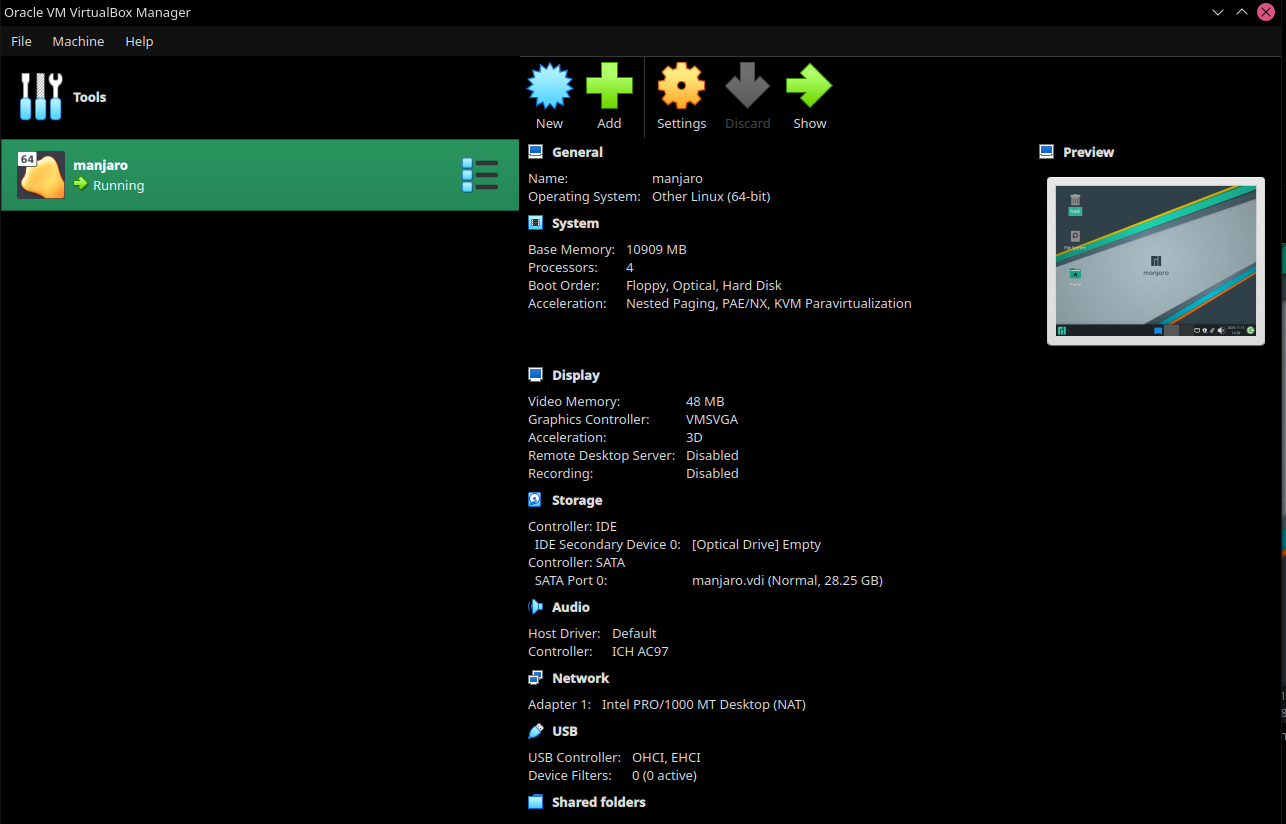 Oracle VM VirtualBox Manager
File Machine Help
Tools
New Add Settings Discard Show
64
manjaro
Running
General
Name: manjaro
Operating System: Other Linux (64-bit)
System
Base Memory: 10909 MB
Processors: 4
Boot Order: Floppy, Optical, Hard Disk
Acceleration: Nested Paging, PAE/NX, KVM Paravirtualization
Display
Video Memory: 48 MB
Graphics Controller: VMSVGA
Acceleration: 3D
Remote Desktop Server: Disabled
Recording: Disabled
Storage
Controller: IDE
IDE Secondary Device 0: [Optical Drive] Empty
Controller: SATA
SATA Port 0: manjaro.vdi (Normal, 28.25 GB)
Audio
Host Driver: Default
Controller: ICH AC97
Network
Adapter 1: Intel PRO/1000 MT Desktop (NAT)
USB
USB Controller: OHCI, EHCI
Device Filters: 0 (0 active)
Shared folders
Preview
manjaro